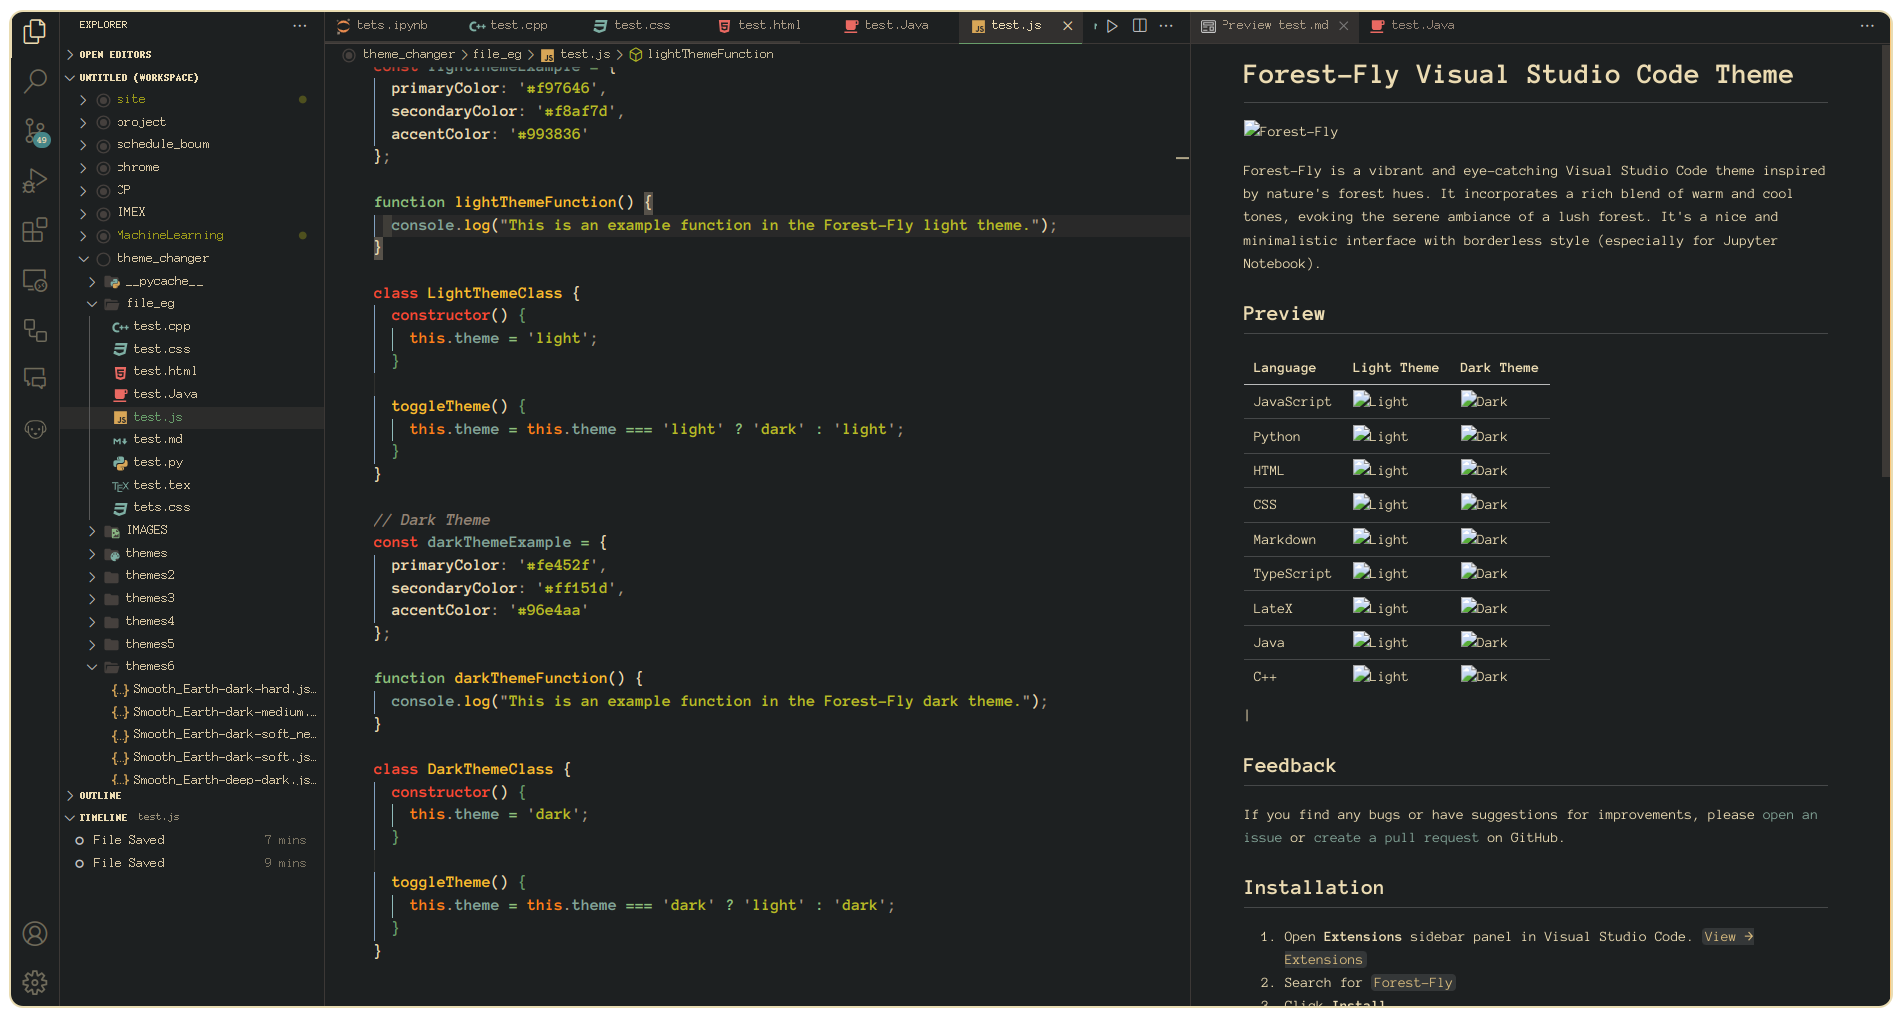 EXPLORER
OPEN EDITORS
UNTITLED (WORKSPACE)
site
project
schedule_boum
chrome
CP
IMEX
MachineLearning
theme_changer
__pycache__
file_eg
test.cpp
test.css
test.html
test.Java
test.js
test.md
test.py
test.tex
tets.css
IMAGES
themes
themes2
themes3
themes4
themes5
themes6
Smooth_Earth-dark-hard.js…
Smooth_Earth-dark-medium.…
Smooth_Earth-dark-soft_ne…
Smooth_Earth-dark-soft.js…
Smooth_Earth-deep-dark.js…
OUTLINE
TIMELINE test.js
File Saved 7 mins
File Saved 9 mins
49
tets.ipynb test.cpp test.css test.html test.Java test.js
theme_changer > file_eg > test.js > lightThemeFunction
const lightThemeExample = {
primaryColor: '#f97646',
secondaryColor: '#f8af7d',
accentColor: '#993836'
};
function lightThemeFunction() {
console.log("This is an example function in the Forest-Fly light theme.");
}
class LightThemeClass {
constructor() {
this.theme = 'light';
}
toggleTheme() {
this.theme = this.theme === 'light' ? 'dark' : 'light';
}
}
// Dark Theme
const darkThemeExample = {
primaryColor: '#fe452f',
secondaryColor: '#ff151d',
accentColor: '#96e4aa'
};
function darkThemeFunction() {
console.log("This is an example function in the Forest-Fly dark theme.");
}
class DarkThemeClass {
constructor() {
this.theme = 'dark';
}
toggleTheme() {
this.theme = this.theme === 'dark' ? 'light' : 'dark';
}
}
Preview test.md test.Java
Forest-Fly Visual Studio Code Theme
Forest-Fly
Forest-Fly is a vibrant and eye-catching Visual Studio Code theme inspired
by nature's forest hues. It incorporates a rich blend of warm and cool
tones, evoking the serene ambiance of a lush forest. It's a nice and
minimalistic interface with borderless style (especially for Jupyter
Notebook).
Preview
Language Light Theme Dark Theme
JavaScript Light Dark
Python Light Dark
HTML Light Dark
CSS Light Dark
Markdown Light Dark
TypeScript Light Dark
LateX Light Dark
Java Light Dark
C++ Light Dark
|
Feedback
If you find any bugs or have suggestions for improvements, please open an
issue or create a pull request on GitHub.
Installation
1. Open Extensions sidebar panel in Visual Studio Code. View →
Extensions
2. Search for Forest-Fly
3. Click Install